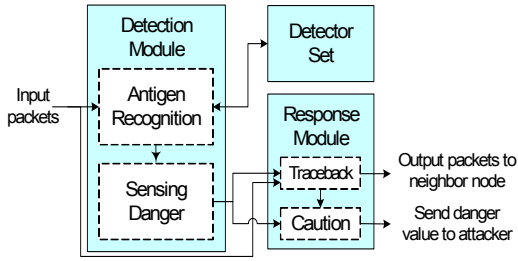 Detection
Module
Antigen
Recognition
Sensing
Danger
Detector
Set
Input
packets
Response
Module
Traceback
Caution
Output packets to
neighbor node
Send danger
value to attacker